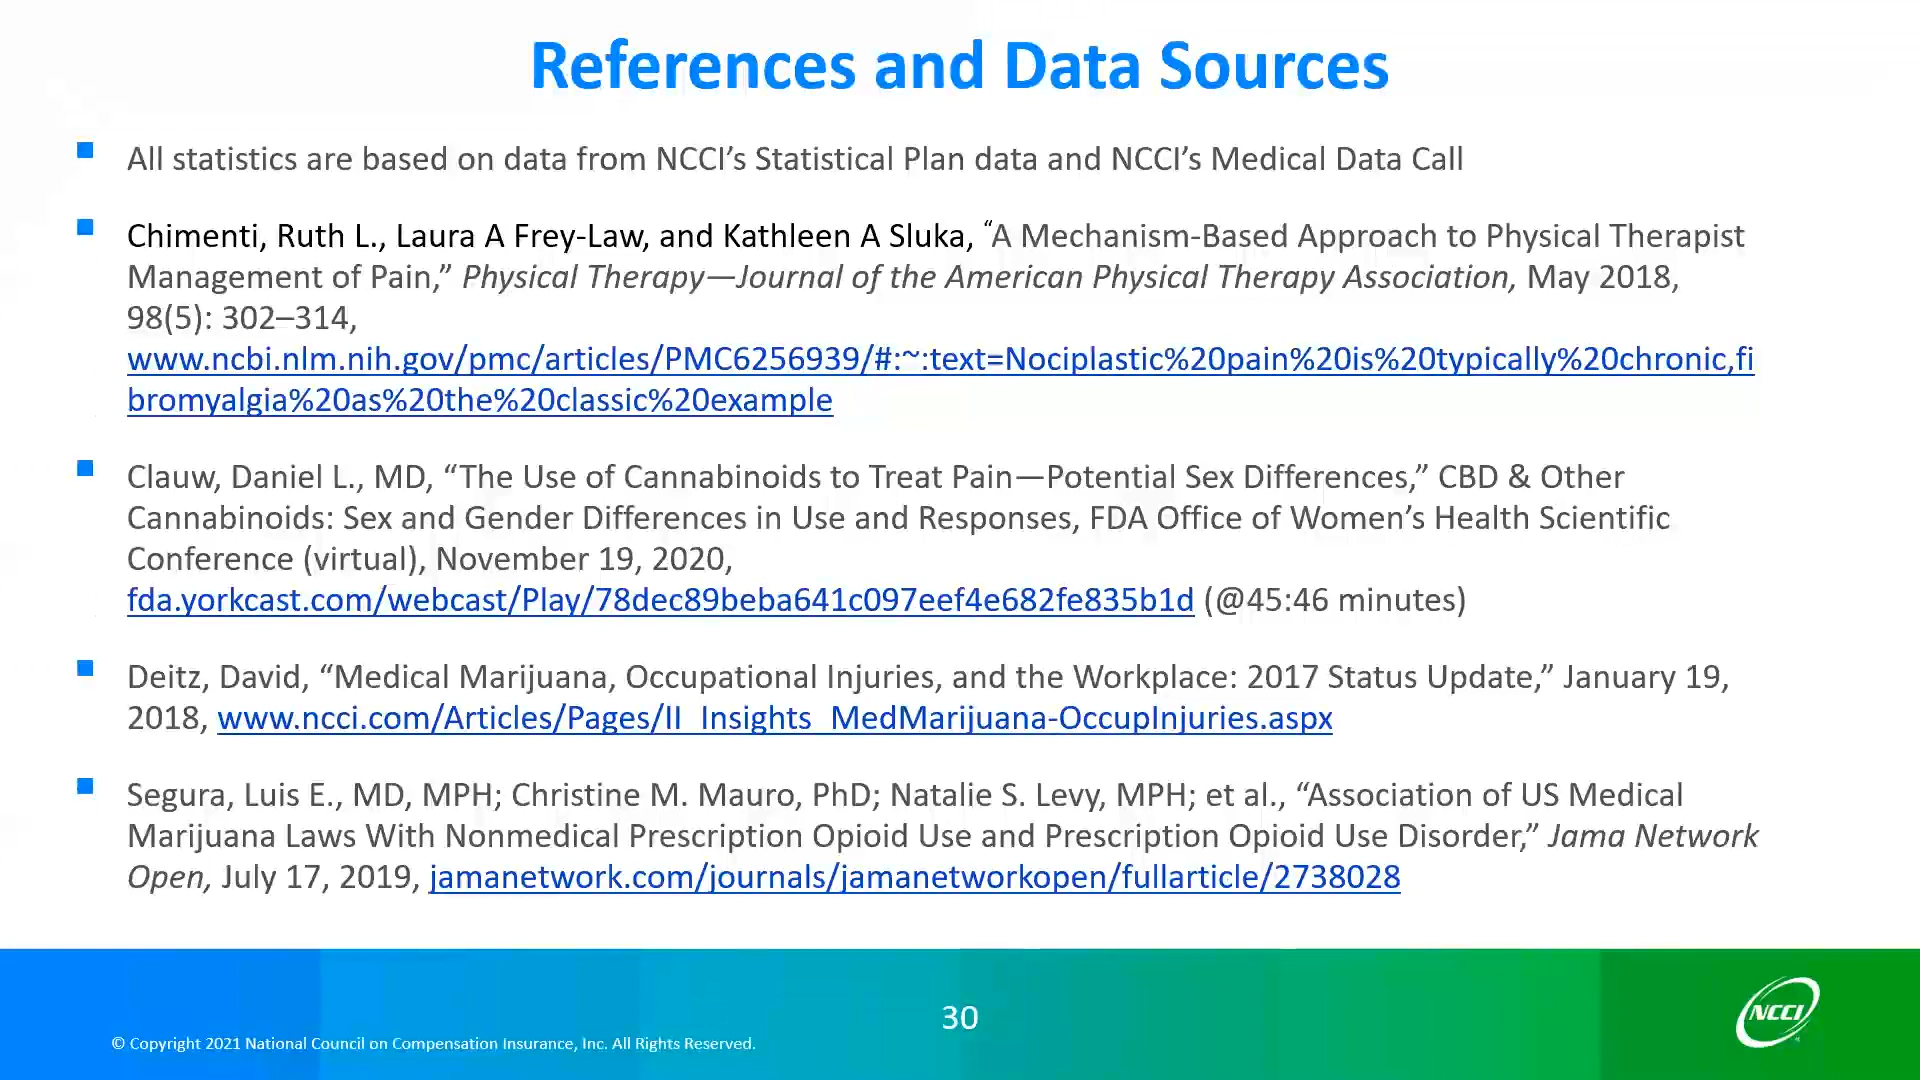 References and Data Sources
All statistics are based on data from NCCI’s Statistical Plan data and NCCI’s Medical Data Call
Chimenti, Ruth L., Laura A Frey-Law, and Kathleen A Sluka, “A Mechanism-Based Approach to Physical Therapist
Management of Pain,” Physical Therapy—Journal of the American Physical Therapy Association, May 2018,
98(5): 302–314,
www.ncbi.nlm.nih.gov/pmc/articles/PMC6256939/#:~:text=Nociplastic%20pain%20is%20typically%20chronic,fi
bromyalgia%20as%20the%20classic%20example
Clauw, Daniel L., MD, “The Use of Cannabinoids to Treat Pain—Potential Sex Differences,” CBD & Other
Cannabinoids: Sex and Gender Differences in Use and Responses, FDA Office of Women’s Health Scientific
Conference (virtual), November 19, 2020,
fda.yorkcast.com/webcast/Play/78dec89beba641c097eef4e682fe835b1d (@45:46 minutes)
Deitz, David, “Medical Marijuana, Occupational Injuries, and the Workplace: 2017 Status Update,” January 19,
2018, www.ncci.com/Articles/Pages/II_Insights_MedMarijuana-OccupInjuries.aspx
Segura, Luis E., MD, MPH; Christine M. Mauro, PhD; Natalie S. Levy, MPH; et al., “Association of US Medical
Marijuana Laws With Nonmedical Prescription Opioid Use and Prescription Opioid Use Disorder,” Jama Network
Open, July 17, 2019, jamanetwork.com/journals/jamanetworkopen/fullarticle/2738028
30
NCCI
© Copyright 2021 National Council on Compensation Insurance, Inc. All Rights Reserved.